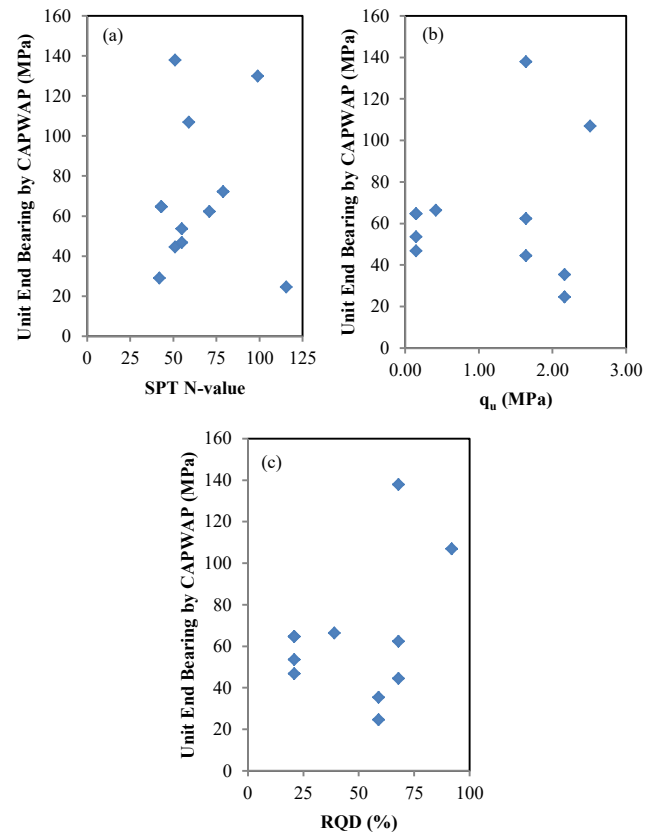 (a)
Unit End Bearing by CAPWAP (MPa)
160
140
120
100
80
60
40
20
0
0 25 50 75 100 125
SPT N-value
(b)
Unit End Bearing by CAPWAP (MPa)
160
140
120
100
80
60
40
20
0
0.00 1.00 2.00 3.00
qu (MPa)
(c)
Unit End Bearing by CAPWAP (MPa)
160
140
120
100
80
60
40
20
0
0 25 50 75 100
RQD (%)